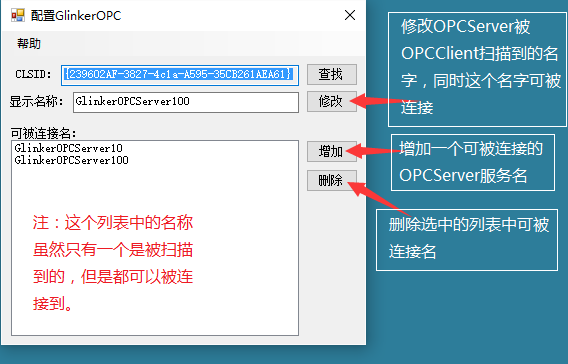 配置GlinkerOPC
帮助
CLSID: {239602AF-3827-4c1a-A595-35CB261AEA61} 查找
显示名称: GlinkerOPCServer100 修改
可被连接名:
GlinkerOPCServer10
GlinkerOPCServer100
增加
删除
注：这个列表中的名称
虽然只有一个是被扫描
到的，但是都可以被连
接到。
修改OPCServer被
OPCClient扫描到的名
字，同时这个名字可被
连接
增加一个可被连接的
OPCServer服务名
删除选中的列表中可被
连接名